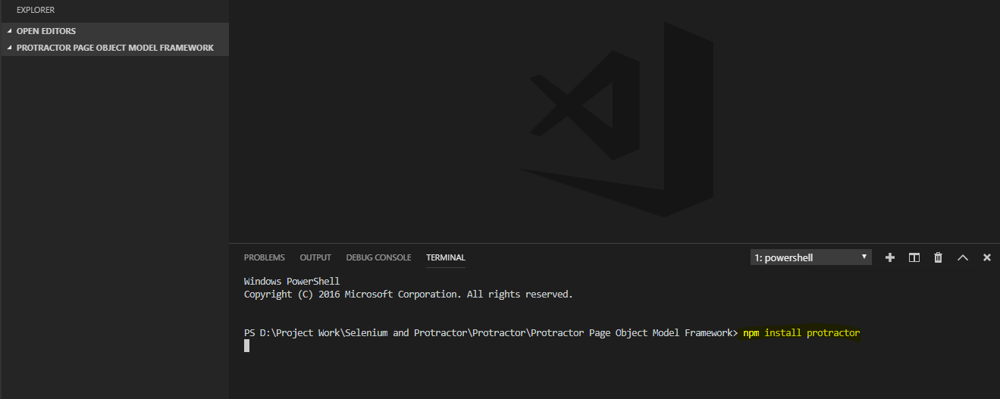 EXPLORER
OPEN EDITORS
PROTRACTOR PAGE OBJECT MODEL FRAMEWORK
PROBLEMS OUTPUT DEBUG CONSOLE TERMINAL 1: powershell
Windows PowerShell
Copyright (C) 2016 Microsoft Corporation. All rights reserved.
PS D:\Project Work\Selenium and Protractor\Protractor\Protractor Page Object Model Framework> npm install protractor